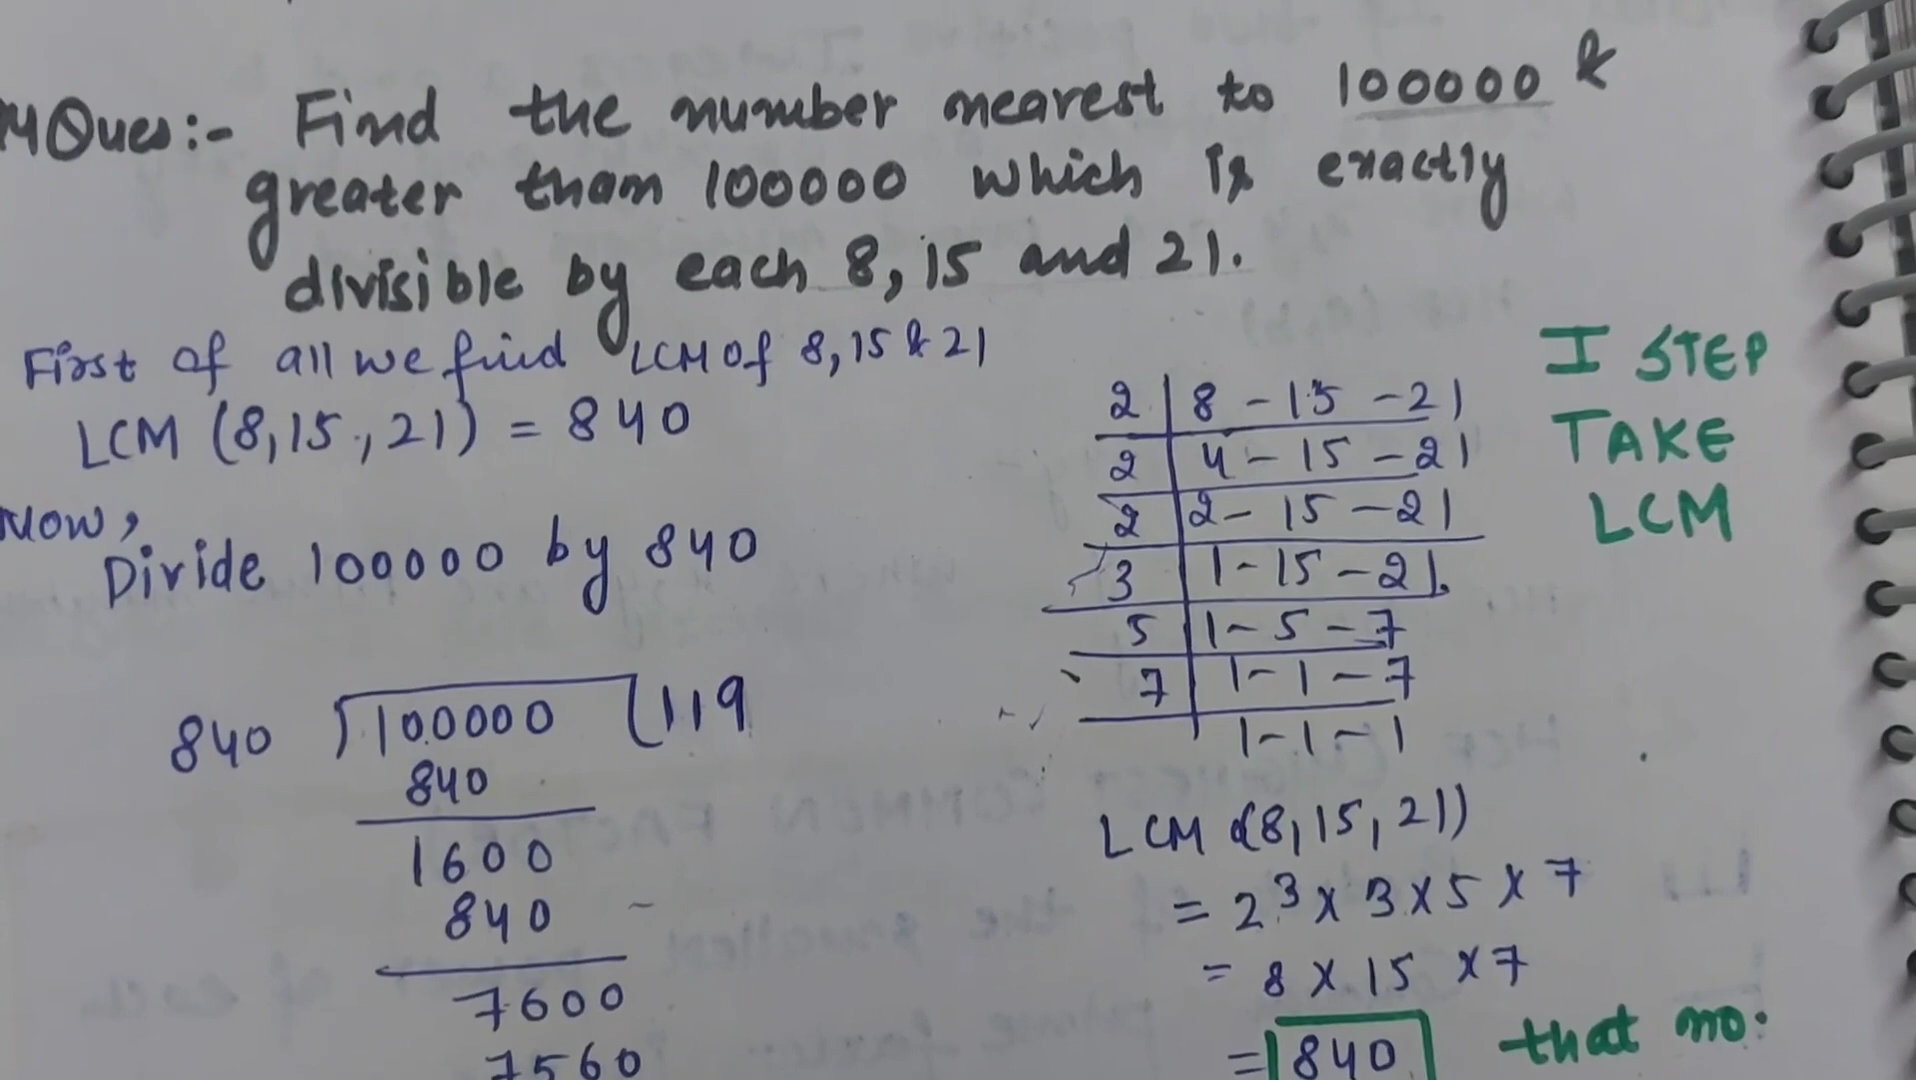 Ques:- Find the number nearest to 100000 &
greater than 100000 which is exactly
divisible by each 8, 15 and 21.
First of all we find LCM of 8, 15 & 21
LCM (8, 15, 21) = 840
Now,
Divide 100000 by 840
840 100000 119
840
1600
840
7600
7560
2 8 - 15 - 21
2 4 - 15 - 21
2 2 - 15 - 21
3 1 - 15 - 21
5 1 - 5 - 7
7 1 - 1 - 7
1 - 1 - 1
LCM (8, 15, 21)
= 2³ x 3 x 5 x 7
= 8 x 15 x 7
= 840 that no.
I STEP
TAKE
LCM